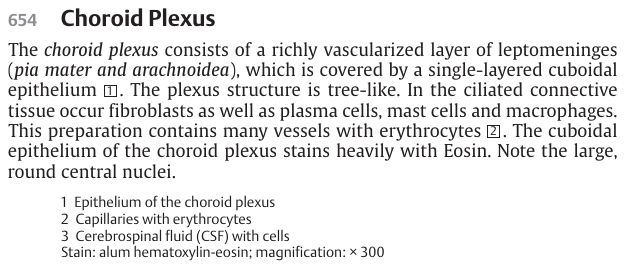 654 Choroid Plexus
The choroid plexus consists of a richly vascularized layer of leptomeninges
(pia mater and arachnoidea), which is covered by a single-layered cuboidal
epithelium 1. The plexus structure is tree-like. In the ciliated connective
tissue occur fibroblasts as well as plasma cells, mast cells and macrophages.
This preparation contains many vessels with erythrocytes 2. The cuboidal
epithelium of the choroid plexus stains heavily with Eosin. Note the large,
round central nuclei.
1 Epithelium of the choroid plexus
2 Capillaries with erythrocytes
3 Cerebrospinal fluid (CSF) with cells
Stain: alum hematoxylin-eosin; magnification: × 300